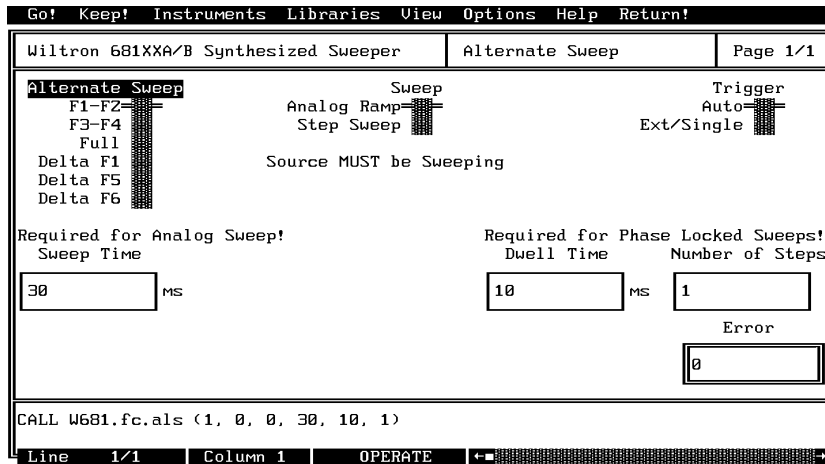 Go! Keep! Instruments Libraries View Options Help Return!
Wiltron 681XXA/B Synthesized Sweeper Alternate Sweep Page 1/1
Alternate Sweep Sweep Trigger
F1-F2 Analog Ramp Auto
F3-F4 Step Sweep Ext/Single
Full
Delta F1 Source MUST be Sweeping
Delta F5
Delta F6
Required for Analog Sweep! Required for Phase Locked Sweeps!
Sweep Time Dwell Time Number of Steps
30 ms 10 ms 1
Error
0
CALL W681.fc.als (1, 0, 0, 30, 10, 1)
Line 1/1 Column 1 OPERATE